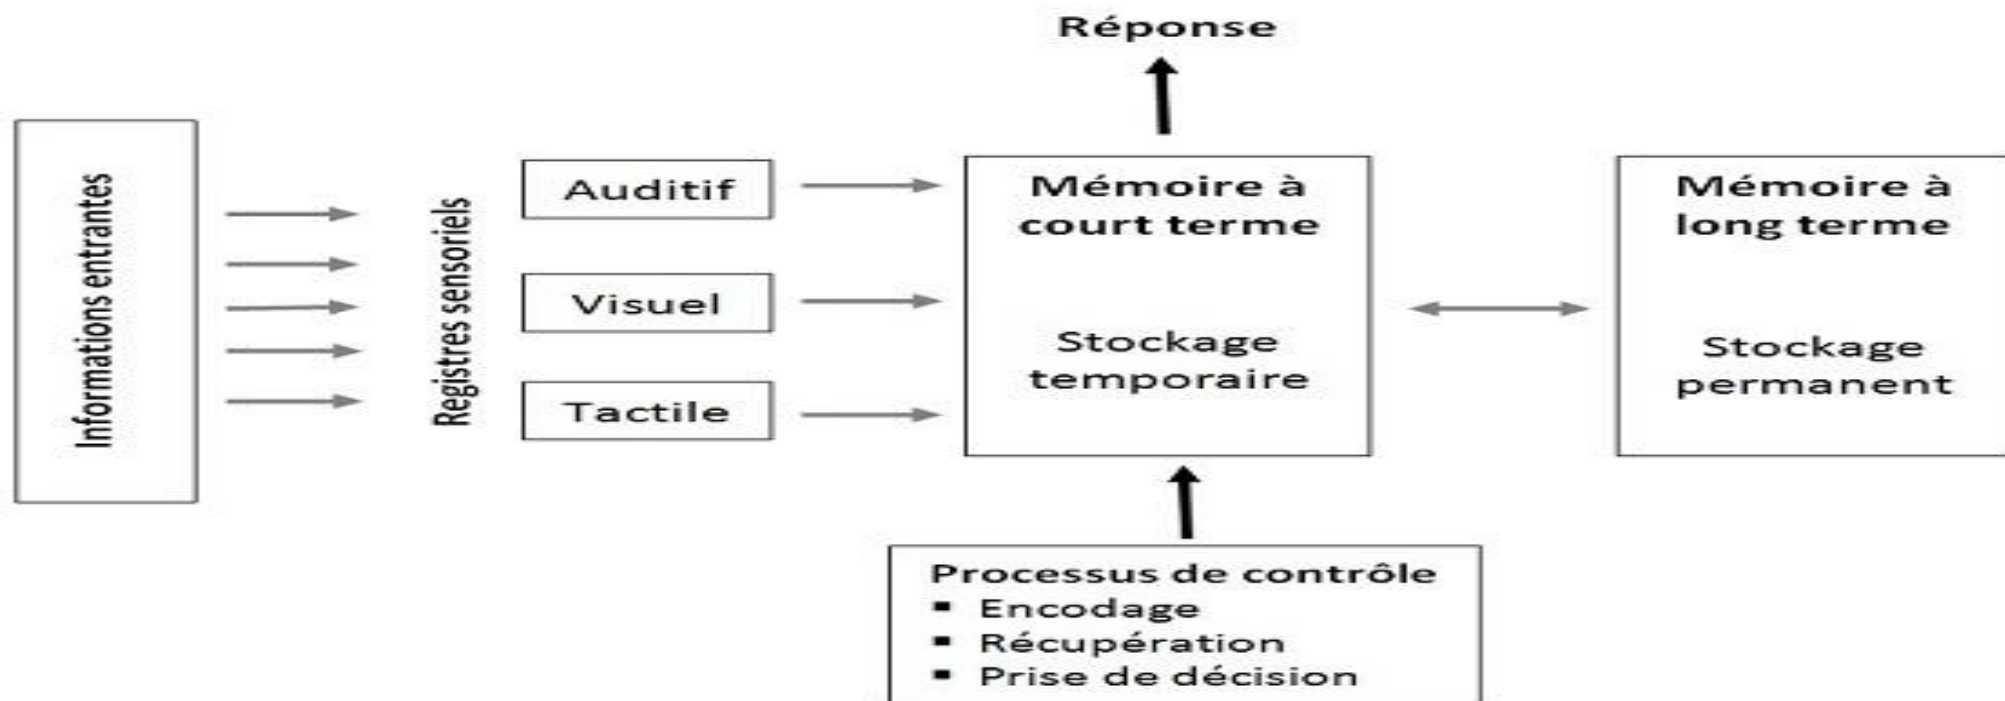 Réponse
Informations entrantes
Registres sensoriels
Auditif
Visuel
Tactile
Mémoire à
court terme
Stockage
temporaire
Mémoire à
long terme
Stockage
permanent
Processus de contrôle
▪ Encodage
▪ Récupération
▪ Prise de décision